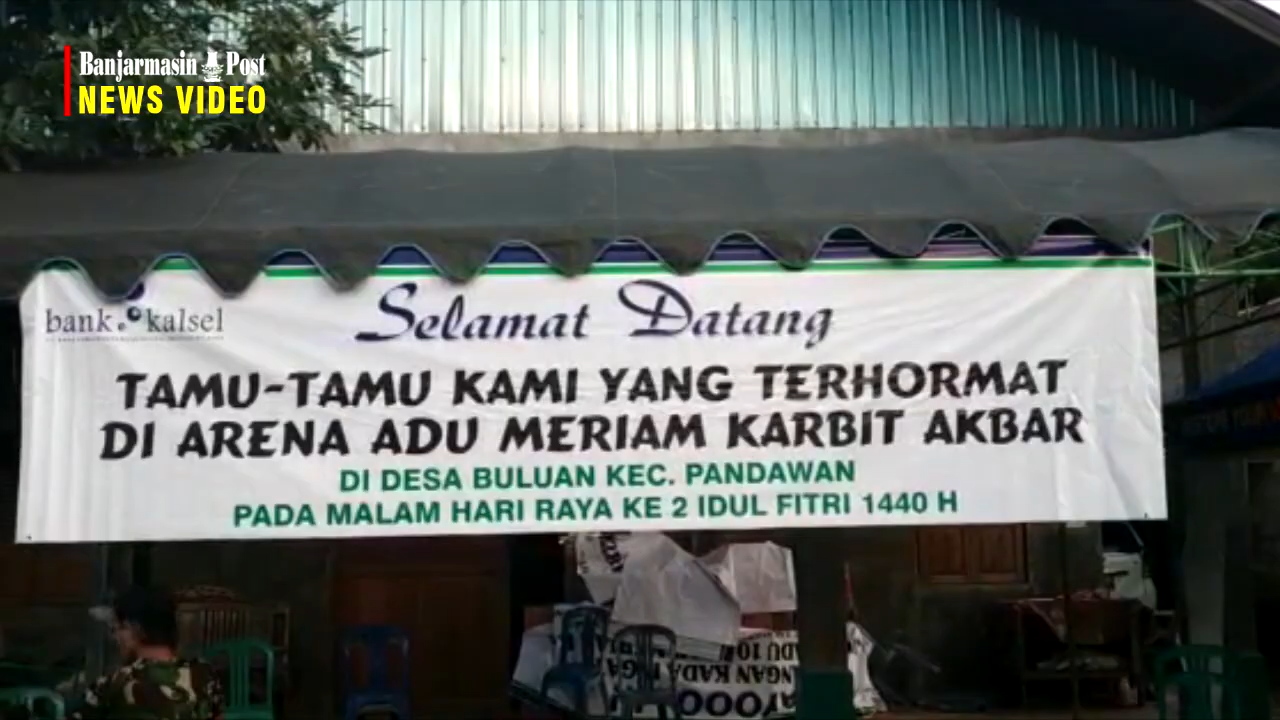 Banjarmasin Post
NEWS VIDEO
bank kalsel
Selamat Datang
TAMU-TAMU KAMI YANG TERHORMAT
DI ARENA ADU MERIAM KARBIT AKBAR
DI DESA BULUAN KEC. PANDAWAN
PADA MALAM HARI RAYA KE 2 IDUL FITRI 1440 H